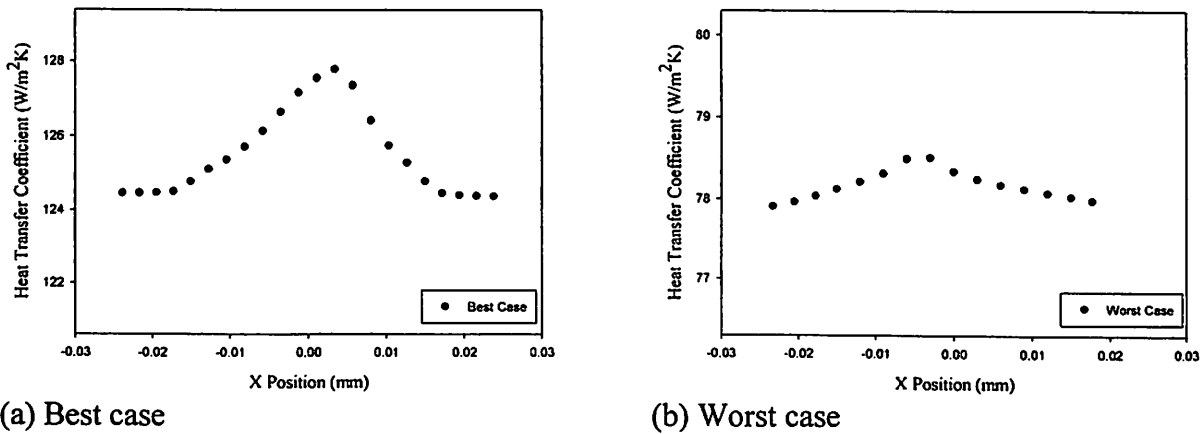 Heat Transfer Coefficient (W/m²K)
128
126
124
122
-0.03 -0.02 -0.01 0.00 0.01 0.02 0.03
X Position (mm)
Best Case
(a) Best case
Heat Transfer Coefficient (W/m²K)
80
79
78
77
-0.03 -0.02 -0.01 0.00 0.01 0.02 0.03
X Position (mm)
Worst Case
(b) Worst case